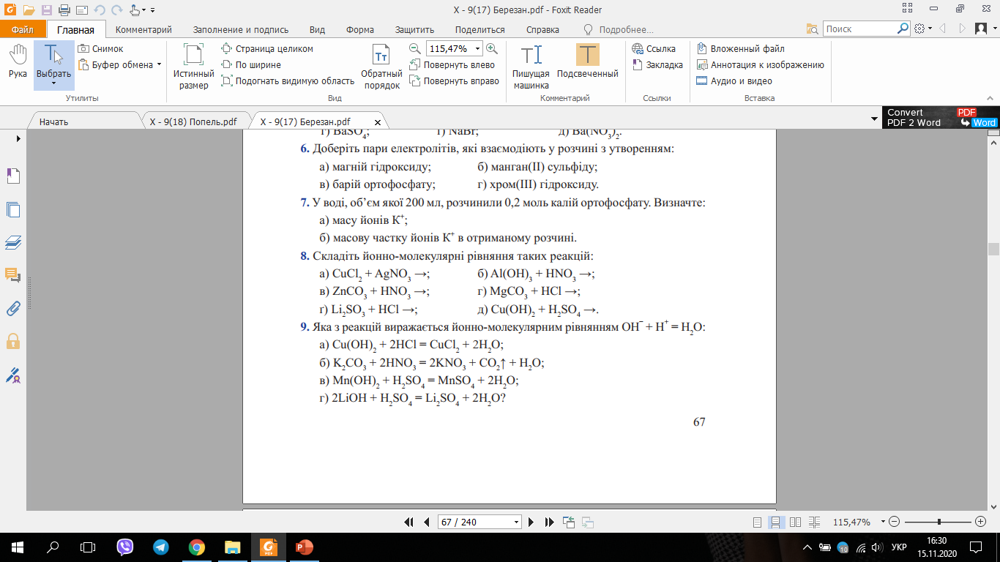 X - 9(17) Березан.pdf - Foxit Reader
Файл Главная Комментарий Заполнение и подпись Вид Форма Защитить Поделиться Справка Подробнее... Поиск
Рука
Выбрать
Снимок
Буфер обмена
Утилиты
Истинный размер
Страница целиком
По ширине
Подогнать видимую область
Обратный порядок
115,47%
Повернуть влево
Повернуть вправо
Вид
Пишущая машинка
Подсвеченный
Комментарий
Ссылка
Закладка
Ссылки
Вложенный файл
Аннотация к изображению
Аудио и видео
Вставка
Начать X - 9(18) Попель.pdf X - 9(17) Березан.pdf
Convert PDF
PDF 2 Word Word
г) BaSO₄; ґ) NaBr; д) Ba(NO₃)₂.
6. Доберіть пари електролітів, які взаємодіють у розчині з утворенням:
а) магній гідроксиду; б) манган(II) сульфіду;
в) барій ортофосфату; г) хром(III) гідроксиду.
7. У воді, об’єм якої 200 мл, розчинили 0,2 моль калій ортофосфату. Визначте:
а) масу йонів K⁺;
б) масову частку йонів K⁺ в отриманому розчині.
8. Складіть йонно-молекулярні рівняння таких реакцій:
а) CuCl₂ + AgNO₃ →; б) Al(OH)₃ + HNO₃ →;
в) ZnCO₃ + HNO₃ →; г) MgCO₃ + HCl →;
ґ) Li₂SO₃ + HCl →; д) Cu(OH)₂ + H₂SO₄ →.
9. Яка з реакцій виражається йонно-молекулярним рівнянням OH⁻ + H⁺ = H₂O:
а) Cu(OH)₂ + 2HCl = CuCl₂ + 2H₂O;
б) K₂CO₃ + 2HNO₃ = 2KNO₃ + CO₂↑ + H₂O;
в) Mn(OH)₂ + H₂SO₄ = MnSO₄ + 2H₂O;
г) 2LiOH + H₂SO₄ = Li₂SO₄ + 2H₂O?
67
67 / 240 115,47%
10 УКР 16:30
15.11.2020